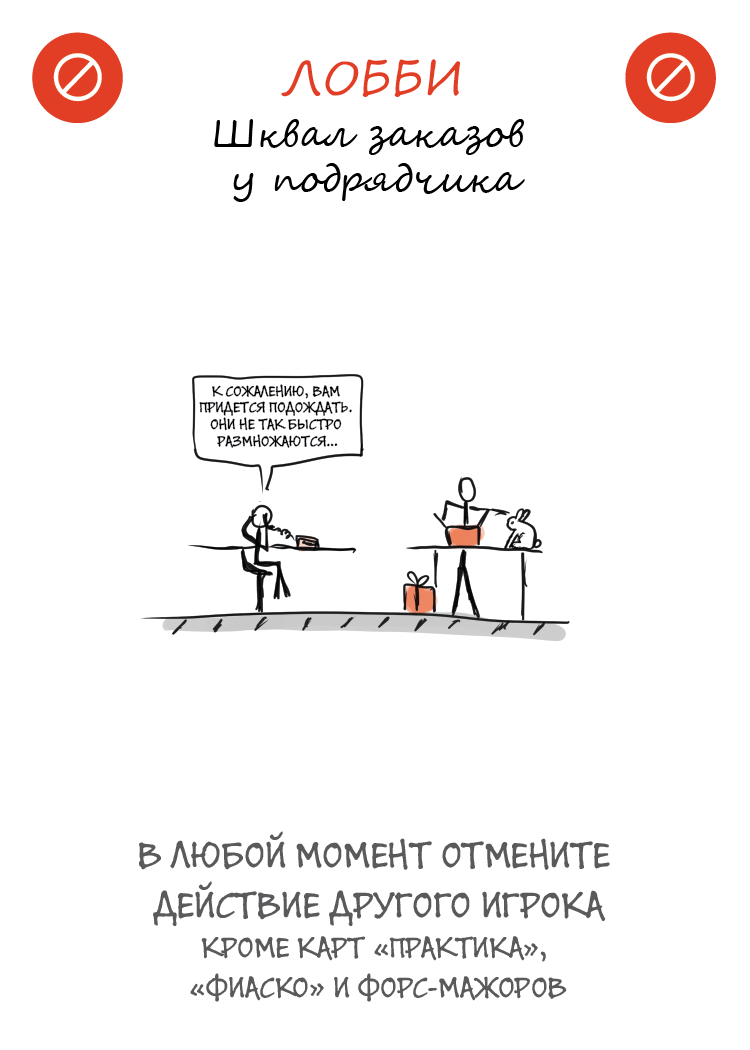 ЛОББИ
Шквал заказов
у подрядчика
К СОЖАЛЕНИЮ, ВАМ
ПРИДЕТСЯ ПОДОЖДАТЬ.
ОНИ НЕ ТАК БЫСТРО
РАЗМНОЖАЮТСЯ...
В ЛЮБОЙ МОМЕНТ ОТМЕНИТЕ
ДЕЙСТВИЕ ДРУГОГО ИГРОКА
КРОМЕ КАРТ «ПРАКТИКА»,
«ФИАСКО» И ФОРС-МАЖОРОВ